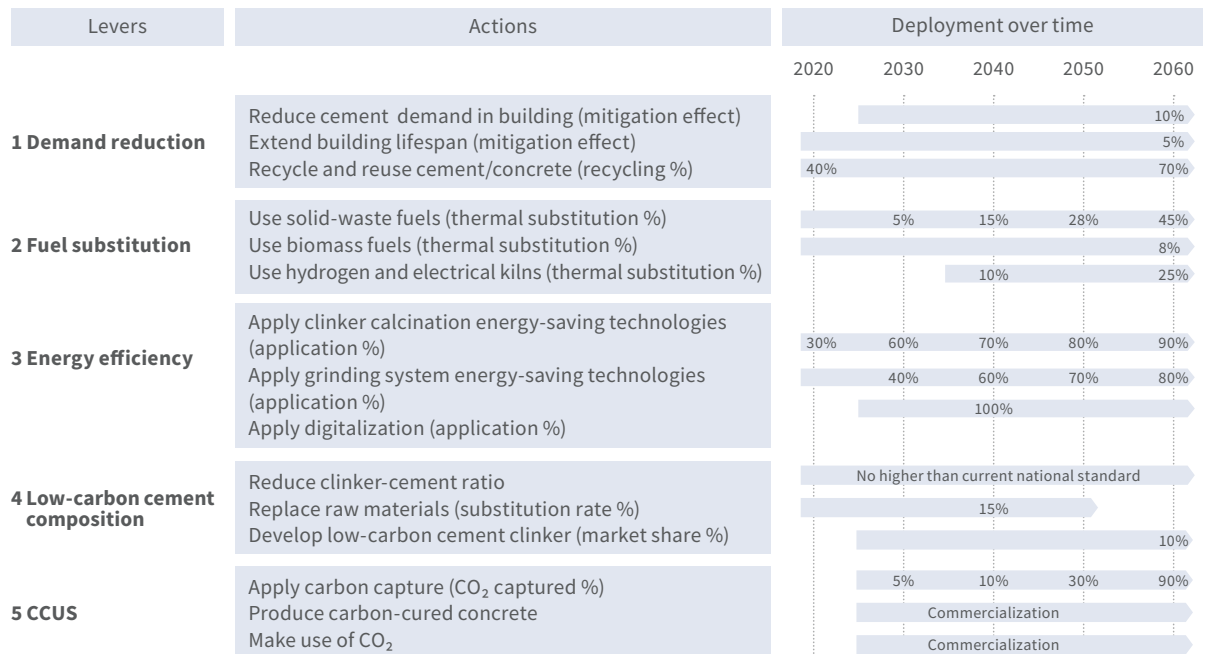 Levers Actions Deployment over time
2020 2030 2040 2050 2060
1 Demand reduction
Reduce cement demand in building (mitigation effect)
Extend building lifespan (mitigation effect)
Recycle and reuse cement/concrete (recycling %)
10%
5%
40% 70%
2 Fuel substitution
Use solid-waste fuels (thermal substitution %)
Use biomass fuels (thermal substitution %)
Use hydrogen and electrical kilns (thermal substitution %)
5% 15% 28% 45%
8%
10% 25%
3 Energy efficiency
Apply clinker calcination energy-saving technologies
(application %)
Apply grinding system energy-saving technologies
(application %)
Apply digitalization (application %)
30% 60% 70% 80% 90%
40% 60% 70% 80%
100%
4 Low-carbon cement
composition
Reduce clinker-cement ratio
Replace raw materials (substitution rate %)
Develop low-carbon cement clinker (market share %)
No higher than current national standard
15%
10%
5 CCUS
Apply carbon capture (CO₂ captured %)
Produce carbon-cured concrete
Make use of CO₂
5% 10% 30% 90%
Commercialization
Commercialization